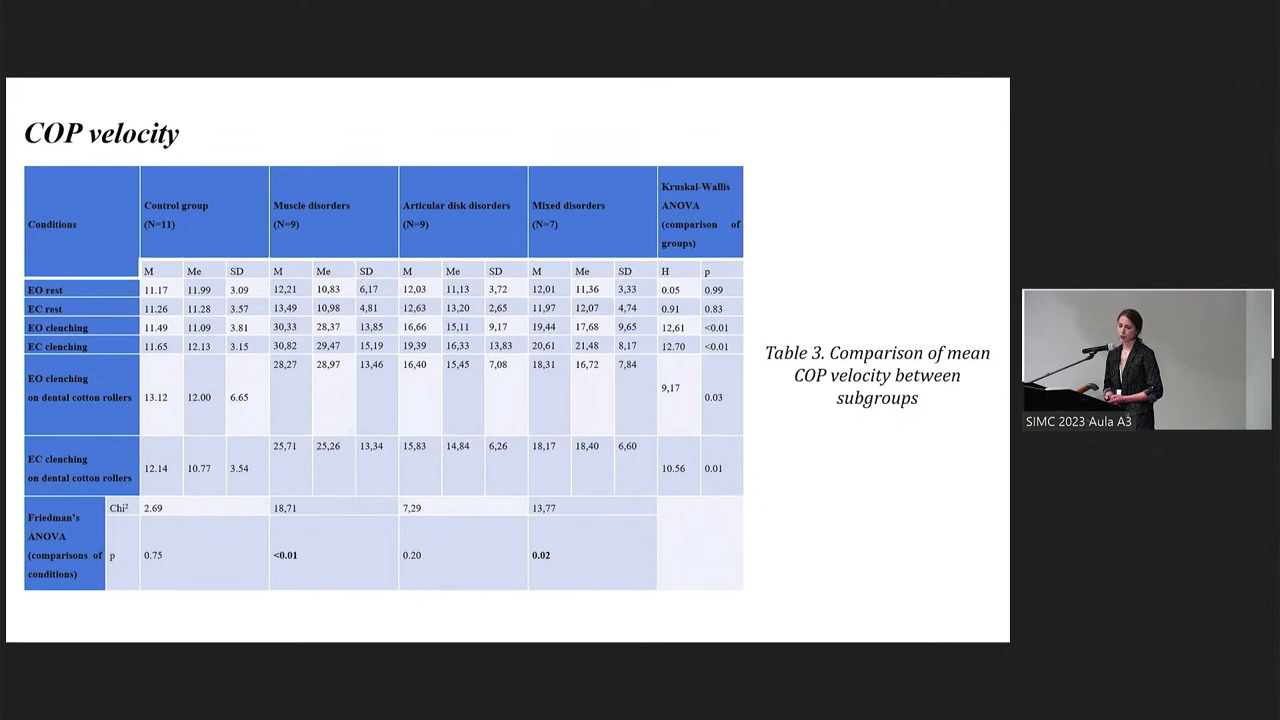 COP velocity
Conditions
Control group
(N=11)
Muscle disorders
(N=9)
Articular disk disorders
(N=9)
Mixed disorders
(N=7)
Kruskal-Wallis
ANOVA
(comparison of
groups)
M Me SD M Me SD M Me SD M Me SD H p
EO rest 11.17 11.99 3.09 12,21 10,83 6,17 12,03 11,13 3,72 12,01 11,36 3,33 0.05 0.99
EC rest 11.26 11.28 3.57 13,49 10,98 4,81 12,63 13,20 2,65 11,97 12,07 4,74 0.91 0.83
EO clenching 11.49 11.09 3.81 30,33 28,37 13,85 16,66 15,11 9,17 19,44 17,68 9,65 12,61 <0.01
EC clenching 11.65 12.13 3.15 30,82 29,47 15,19 19,39 16,33 13,83 20,61 21,48 8,17 12.70 <0.01
EO clenching
on dental cotton rollers
13.12 12.00 6.65 28,27 28,97 13,46 16,40 15,45 7,08 18,31 16,72 7,84 9,17 0.03
EC clenching
on dental cotton rollers
12.14 10.77 3.54 25,71 25,26 13,34 15,83 14,84 6,26 18,17 18,40 6,60 10.56 0.01
Friedman's
ANOVA
(comparisons of
conditions)
Chi² 2.69 18,71 7,29 13,77
p 0.75 <0.01 0.20 0.02
Table 3. Comparison of mean
COP velocity between
subgroups
SIMC 2023 Aula A3